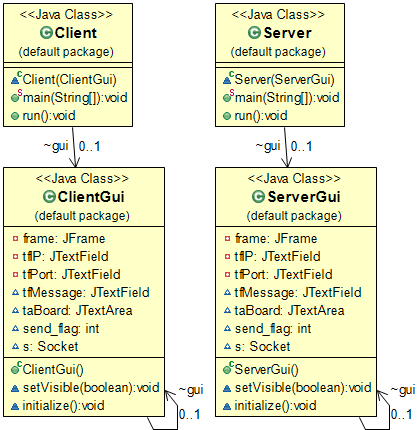 <<Java Class>>
Client
(default package)
Client(ClientGui)
main(String[]):void
run():void
~gui 0..1
<<Java Class>>
ClientGui
(default package)
frame: JFrame
tfIP: JTextField
tfPort: JTextField
tfMessage: JTextField
taBoard: JTextArea
send_flag: int
s: Socket
ClientGui()
setVisible(boolean):void
initialize():void
~gui
0..1
<<Java Class>>
Server
(default package)
Server(ServerGui)
main(String[]):void
run():void
~gui 0..1
<<Java Class>>
ServerGui
(default package)
frame: JFrame
tfIP: JTextField
tfPort: JTextField
tfMessage: JTextField
taBoard: JTextArea
send_flag: int
s: Socket
ServerGui()
setVisible(boolean):void
initialize():void
~gui
0..1